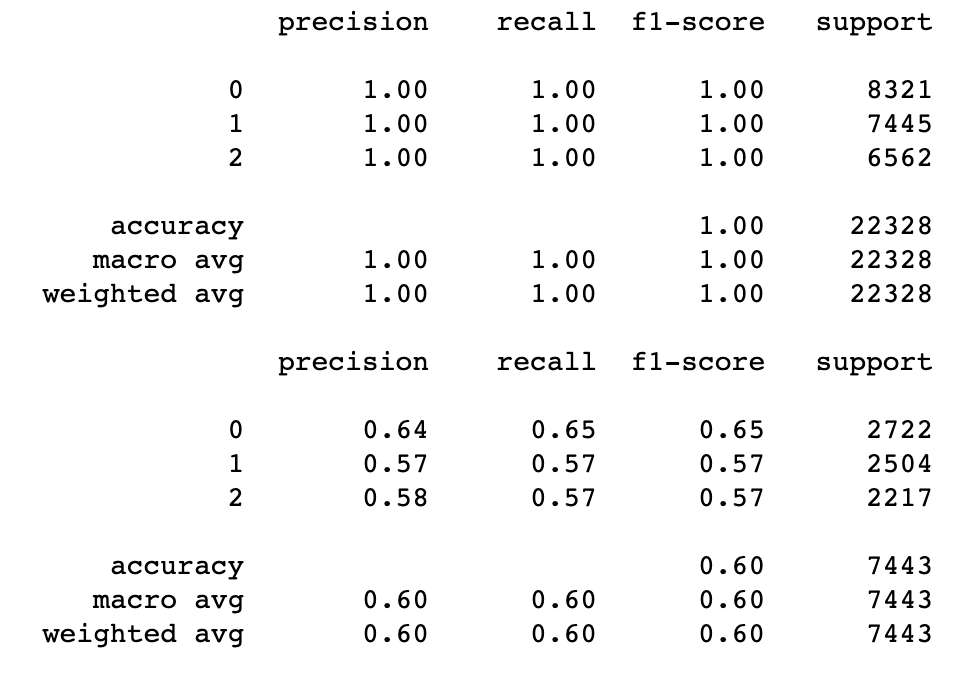 precision recall f1-score support
0 1.00 1.00 1.00 8321
1 1.00 1.00 1.00 7445
2 1.00 1.00 1.00 6562
accuracy 1.00 22328
macro avg 1.00 1.00 1.00 22328
weighted avg 1.00 1.00 1.00 22328
precision recall f1-score support
0 0.64 0.65 0.65 2722
1 0.57 0.57 0.57 2504
2 0.58 0.57 0.57 2217
accuracy 0.60 7443
macro avg 0.60 0.60 0.60 7443
weighted avg 0.60 0.60 0.60 7443